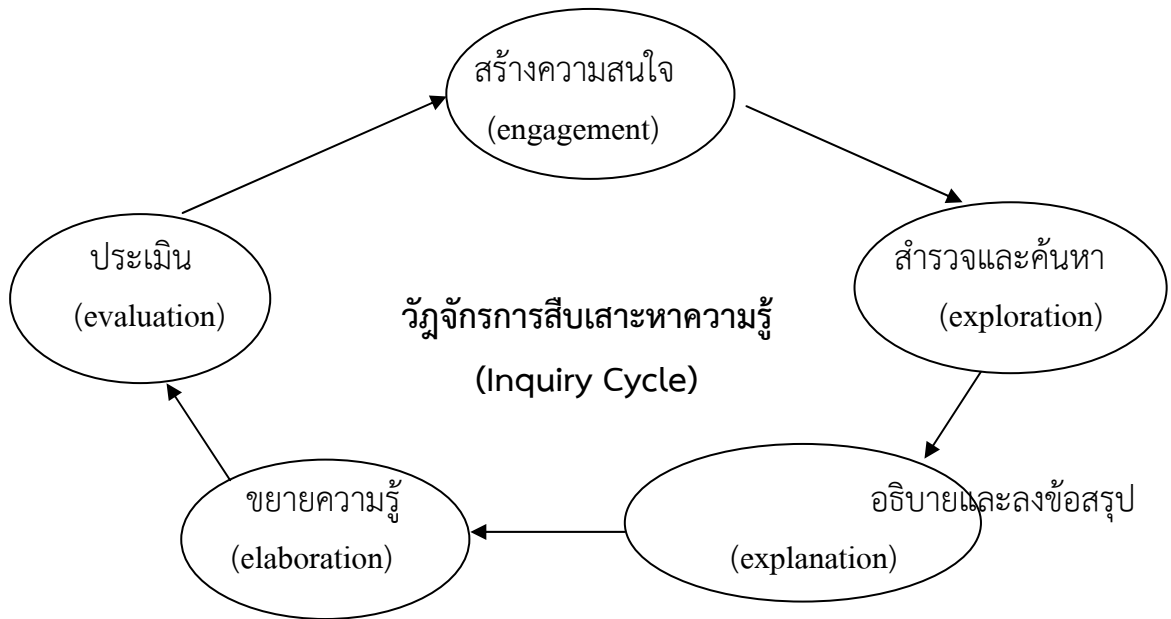 สร้างความสนใจ
(engagement)
สำรวจและค้นหา
(exploration)
อธิบายและลงข้อสรุป
(explanation)
ขยายความรู้
(elaboration)
ประเมิน
(evaluation)
วัฎจักรการสืบเสาะหาความรู้
(Inquiry Cycle)